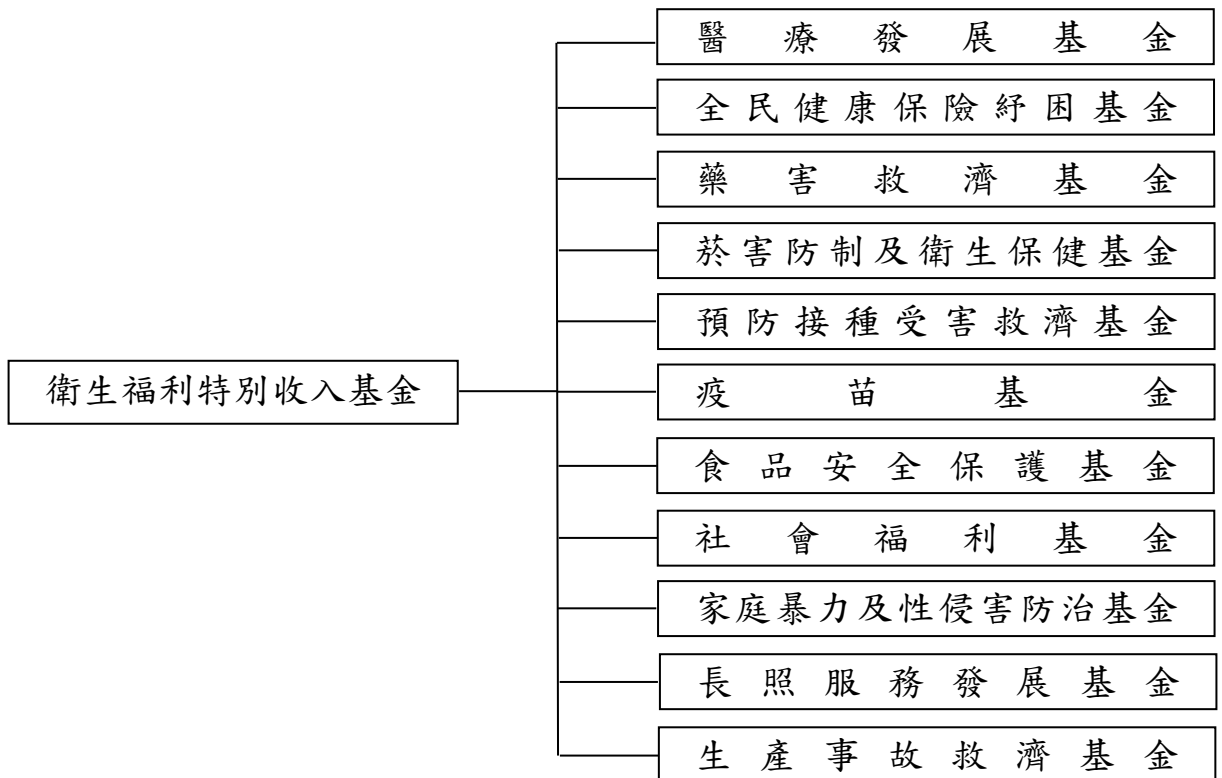 醫療發展基金
全民健康保險紓困基金
藥害救濟基金
菸害防制及衛生保健基金
預防接種受害救濟基金
衛生福利特別收入基金
疫苗基金
食品安全保護基金
社會福利基金
家庭暴力及性侵害防治基金
長照服務發展基金
生產事故救濟基金